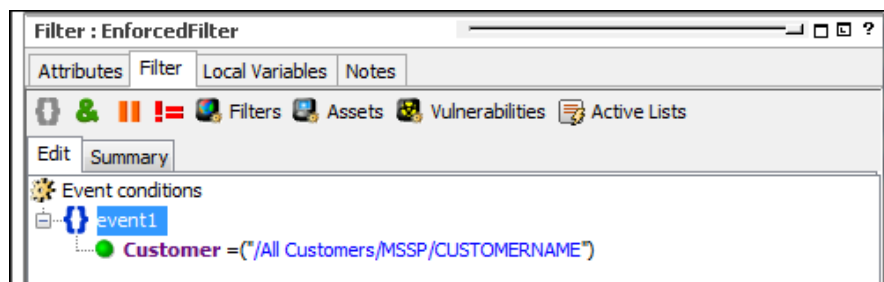 Filter : EnforcedFilter ?
Attributes Filter Local Variables Notes
{} & != Filters Assets Vulnerabilities Active Lists
Edit Summary
Event conditions
{} event1
Customer =("/All Customers/MSSP/CUSTOMERNAME")